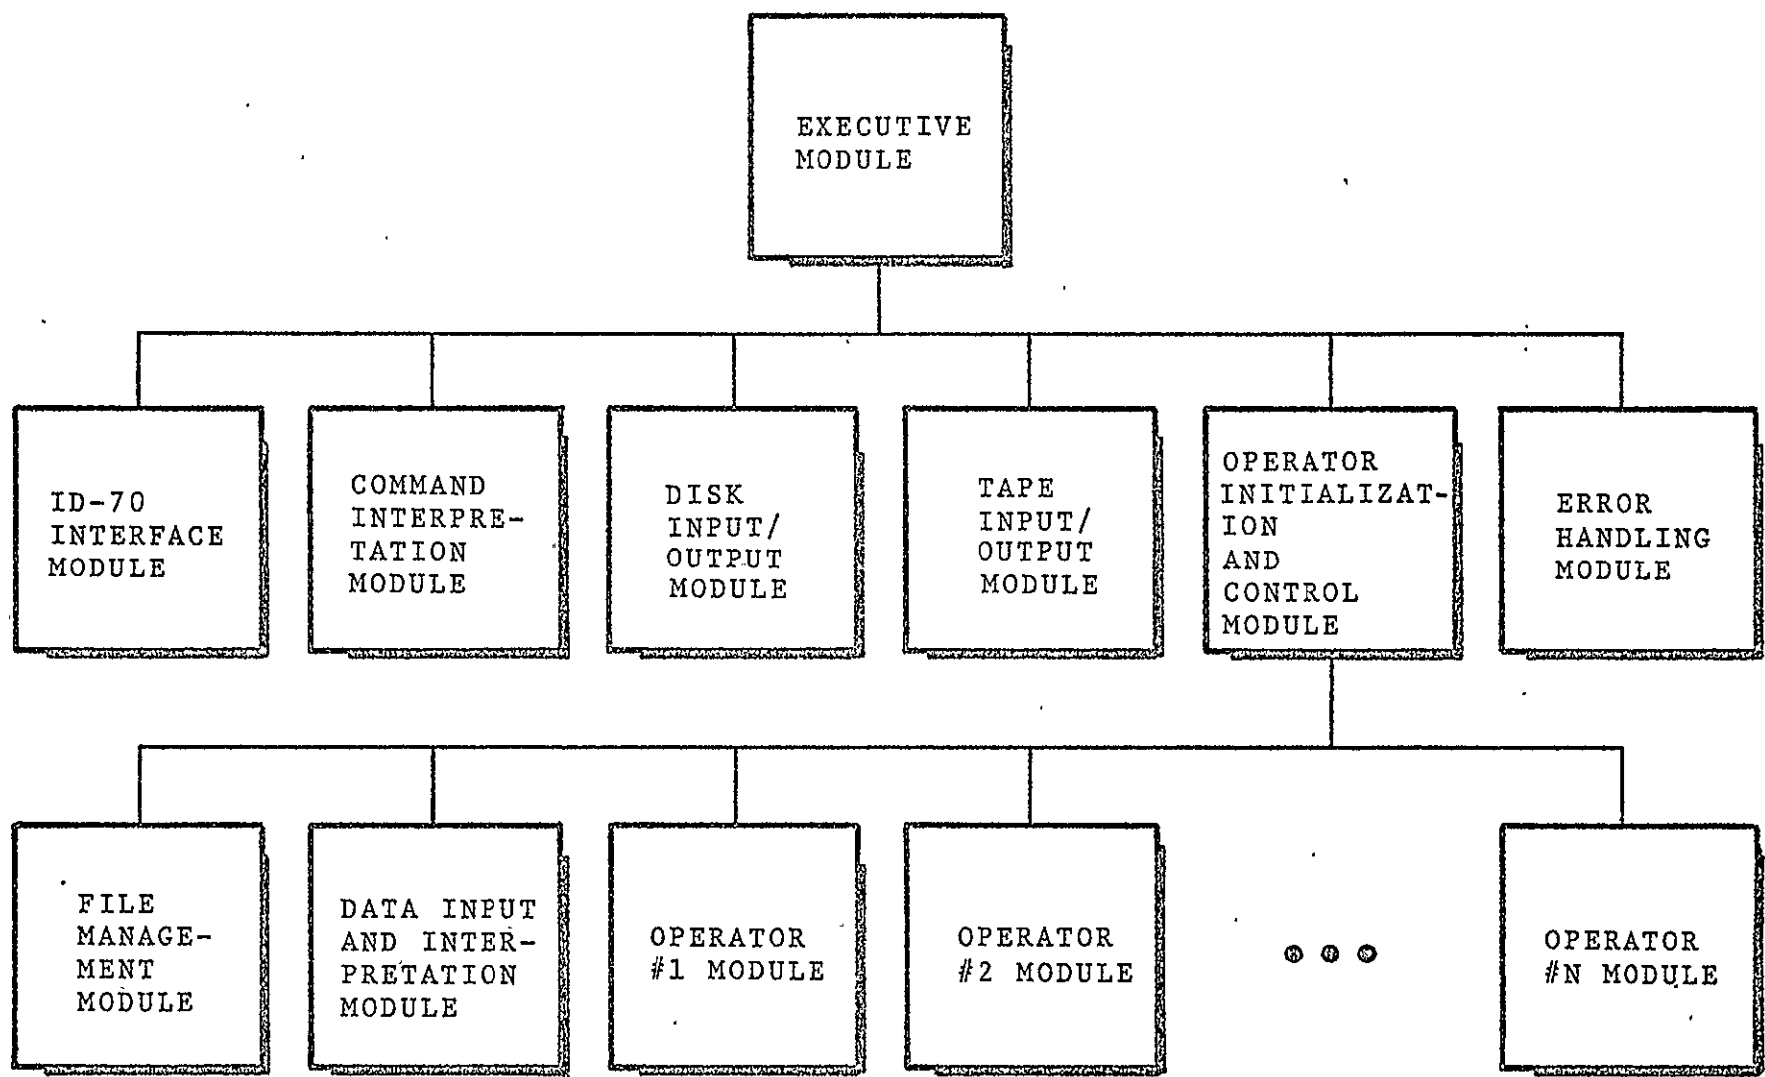 EXECUTIVE
MODULE
ID-70
INTERFACE
MODULE
COMMAND
INTERPRE-
TATION
MODULE
DISK
INPUT/
OUTPUT
MODULE
TAPE
INPUT/
OUTPUT
MODULE
OPERATOR
INITIALIZAT-
ION
AND
CONTROL
MODULE
ERROR
HANDLING
MODULE
FILE
MANAGE-
MENT
MODULE
DATA INPUT
AND INTER-
PRETATION
MODULE
OPERATOR
#1 MODULE
OPERATOR
#2 MODULE
OPERATOR
#N MODULE